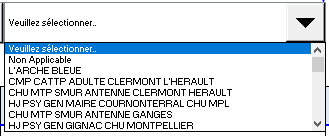 Veuillez sélectionner..
Veuillez sélectionner..
Non Applicable
L'ARCHE BLEUE
CMP CATTP ADULTE CLERMONT L'HERAULT
CHU MTP SMUR ANTENNE CLERMONT HERAULT
HJ PSY GEN MAIRE COURNONTERRAL CHU MPL
CHU MTP SMUR ANTENNE GANGES
HJ PSY GEN GIGNAC CHU MONTPELLIER